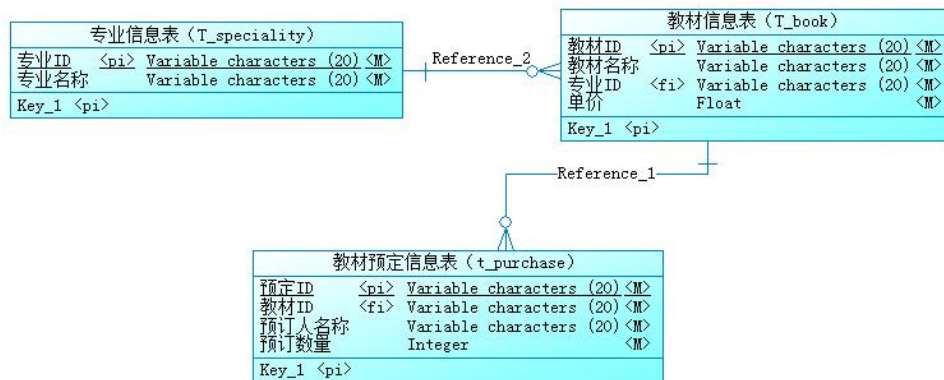 专业信息表（T_speciality）
专业ID <pi> Variable characters (20) <M>
专业名称 Variable characters (20) <M>
Key_1 <pi>
Reference_2
教材信息表（T_book）
教材ID <pi> Variable characters (20) <M>
教材名称 Variable characters (20) <M>
专业ID <fi> Variable characters (20) <M>
单价 Float <M>
Key_1 <pi>
Reference_1
教材预定信息表（t_purchase）
预定ID <pi> Variable characters (20) <M>
教材ID <fi> Variable characters (20) <M>
预订人名称 Variable characters (20) <M>
预订数量 Integer <M>
Key_1 <pi>